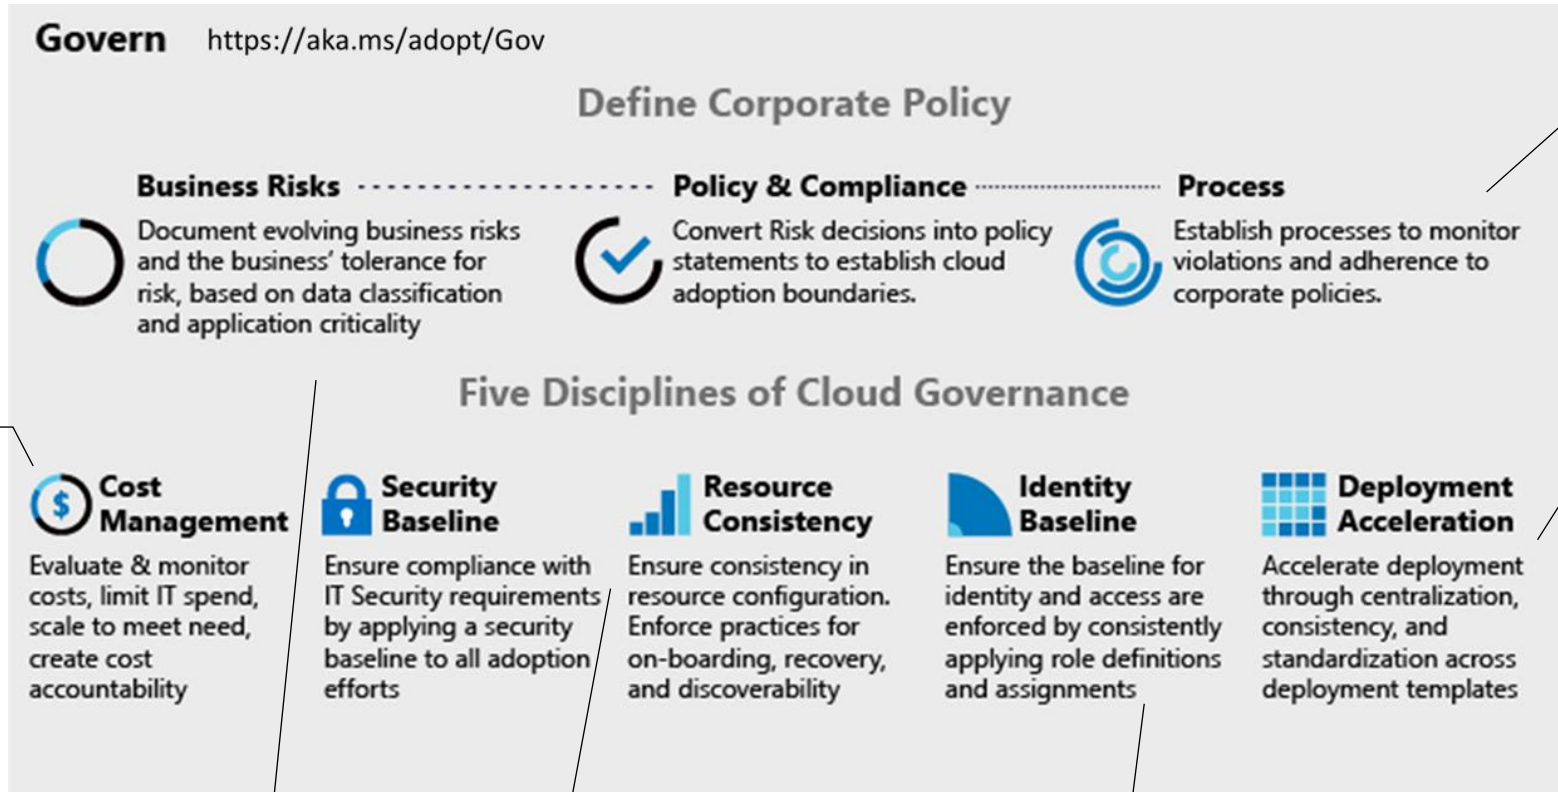 Govern https://aka.ms/adopt/Gov
Define Corporate Policy
Business Risks
Document evolving business risks
and the business’ tolerance for
risk, based on data classification
and application criticality
Policy & Compliance
Convert Risk decisions into policy
statements to establish cloud
adoption boundaries.
Process
Establish processes to monitor
violations and adherence to
corporate policies.
Five Disciplines of Cloud Governance
$
Cost
Management
Evaluate & monitor
costs, limit IT spend,
scale to meet need,
create cost
accountability
Security
Baseline
Ensure compliance with
IT Security requirements
by applying a security
baseline to all adoption
efforts
Resource
Consistency
Ensure consistency in
resource configuration.
Enforce practices for
on-boarding, recovery,
and discoverability
Identity
Baseline
Ensure the baseline for
identity and access are
enforced by consistently
applying role definitions
and assignments
Deployment
Acceleration
Accelerate deployment
through centralization,
consistency, and
standardization across
deployment templates